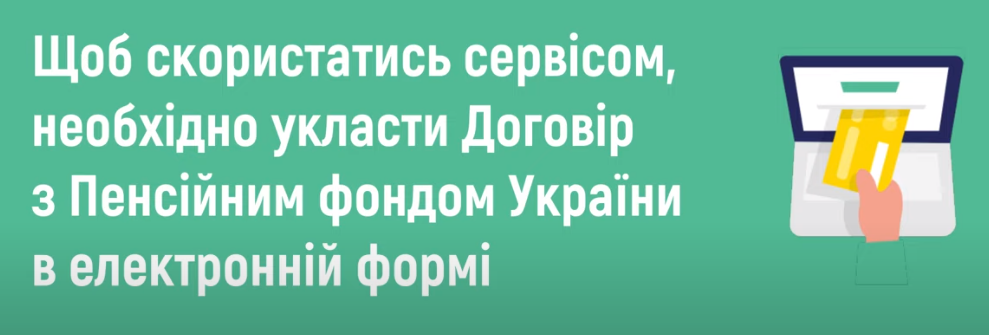 Щоб скористатись сервісом,
необхідно укласти Договір
з Пенсійним фондом України
в електронній формі